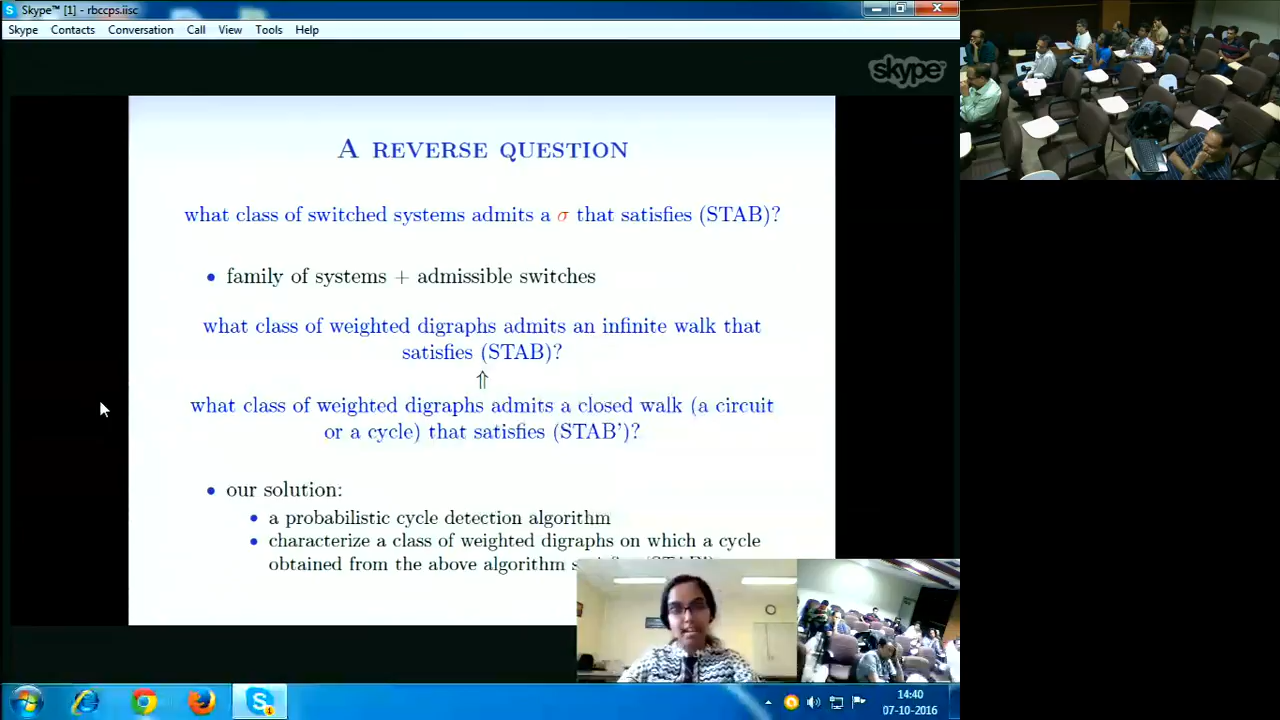 Skype™ [1] - rbccps.iisc
Skype Contacts Conversation Call View Tools Help
skype
A REVERSE QUESTION
what class of switched systems admits a σ that satisfies (STAB)?
• family of systems + admissible switches
what class of weighted digraphs admits an infinite walk that
satisfies (STAB)?
⇑
what class of weighted digraphs admits a closed walk (a circuit
or a cycle) that satisfies (STAB')?
• our solution:
• a probabilistic cycle detection algorithm
• characterize a class of weighted digraphs on which a cycle
obtained from the above algorithm
14:40
07-10-2016